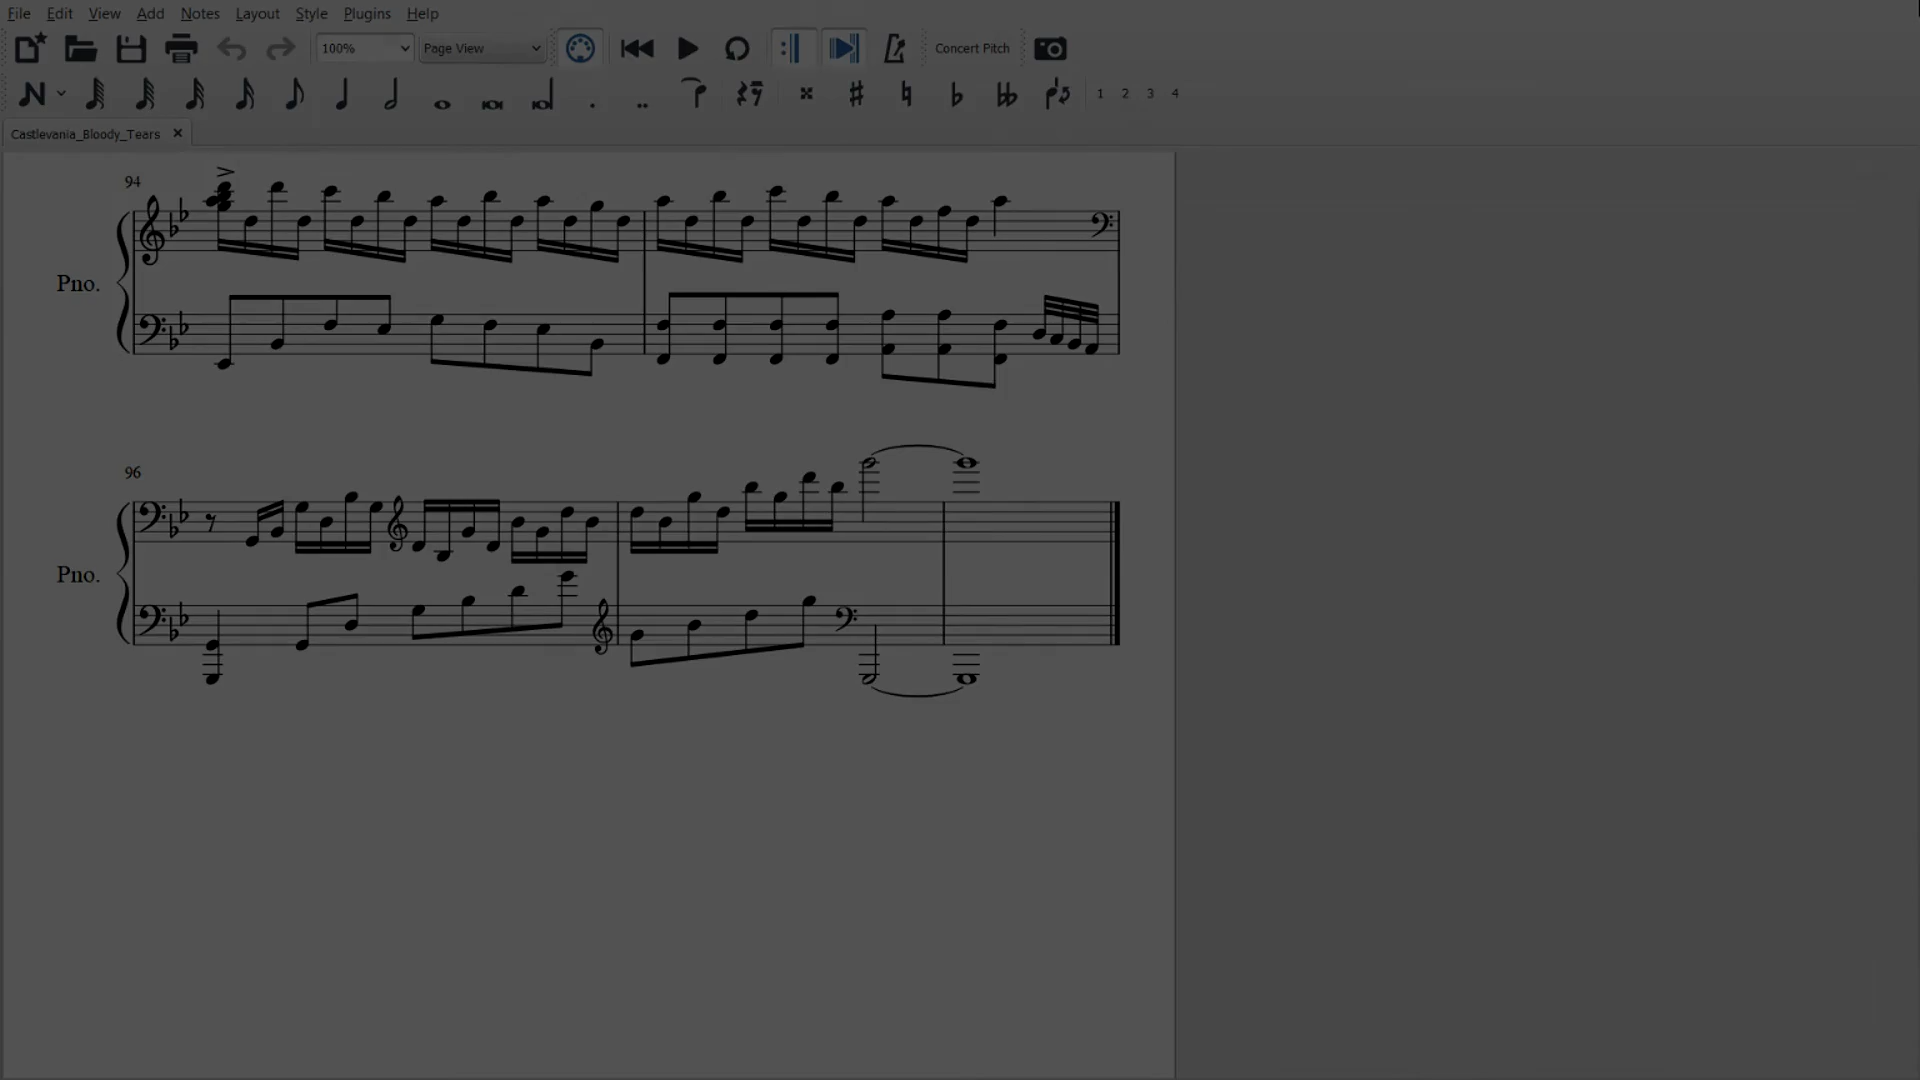 File Edit View Add Notes Layout Style Plugins Help
100% Page View Concert Pitch
1 2 3 4
Castlevania_Bloody_Tears
94
Pno.
96
Pno.